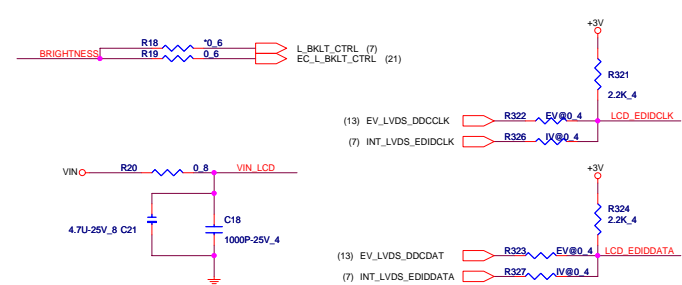 +3V
R18 *0_6 L_BKLT_CTRL (7)
BRIGHTNESS R19 0_6 EC_L_BKLT_CTRL (21)
R321
2.2K_4
(13) EV_LVDS_DDCCLK R322 EV@0_4 LCD_EDIDCLK
(7) INT_LVDS_EDIDCLK R326 IV@0_4
VIN R20 0_8 VIN_LCD
+3V
R324
2.2K_4
4.7U-25V_8 C21 C18
1000P-25V_4
(13) EV_LVDS_DDCDAT R323 EV@0_4 LCD_EDIDDATA
(7) INT_LVDS_EDIDDATA R327 IV@0_4